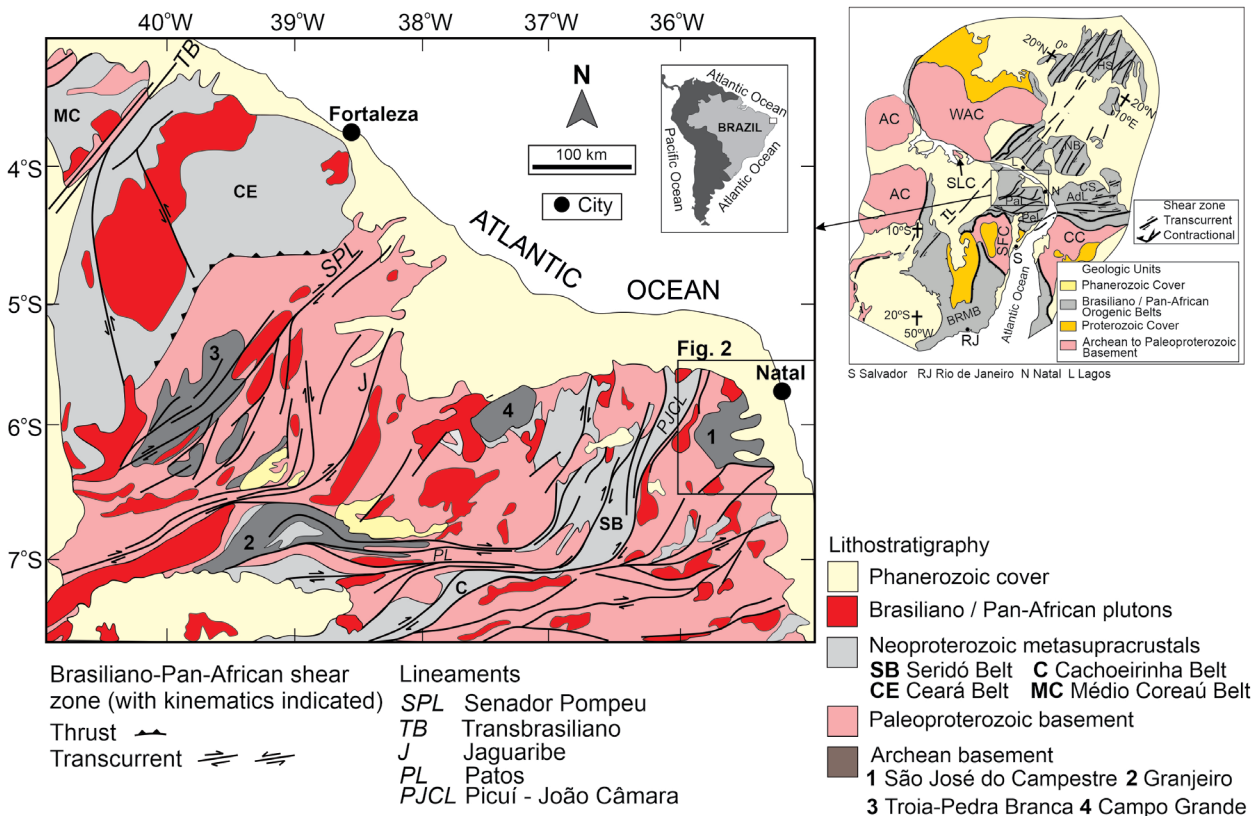 40°W 39°W 38°W 37°W 36°W
4°S
5°S
6°S
7°S
TB
MC
CE
Fortaleza
N
100 km
City
Atlantic Ocean
BRAZIL
Pacific Ocean
Atlantic Ocean
ATLANTIC
OCEAN
SPL
J
3
4
Fig. 2
Natal
PJCL
1
SB
2
PL
C
20°N 0°
HS
20°N
10°E
AC
WAC
NB
SLC
AC
IL
PaL
N
CS
AdL
PeL
10°S
SFC
S
CC
20°S
50°W
BRMB
RJ
Atlantic Ocean
Shear zone
Transcurrent
Contractional
Geologic Units
Phanerozoic Cover
Brasiliano / Pan-African
Orogenic Belts
Proterozoic Cover
Archean to Paleoproterozoic
Basement
S Salvador RJ Rio de Janeiro N Natal L Lagos
Brasiliano-Pan-African shear
zone (with kinematics indicated)
Thrust
Transcurrent
Lineaments
SPL Senador Pompeu
TB Transbrasiliano
J Jaguaribe
PL Patos
PJCL Picuí - João Câmara
Lithostratigraphy
Phanerozoic cover
Brasiliano / Pan-African plutons
Neoproterozoic metasupracrustals
SB Seridó Belt C Cachoeirinha Belt
CE Ceará Belt MC Médio Coreaú Belt
Paleoproterozoic basement
Archean basement
1 São José do Campestre 2 Granjeiro
3 Troia-Pedra Branca 4 Campo Grande